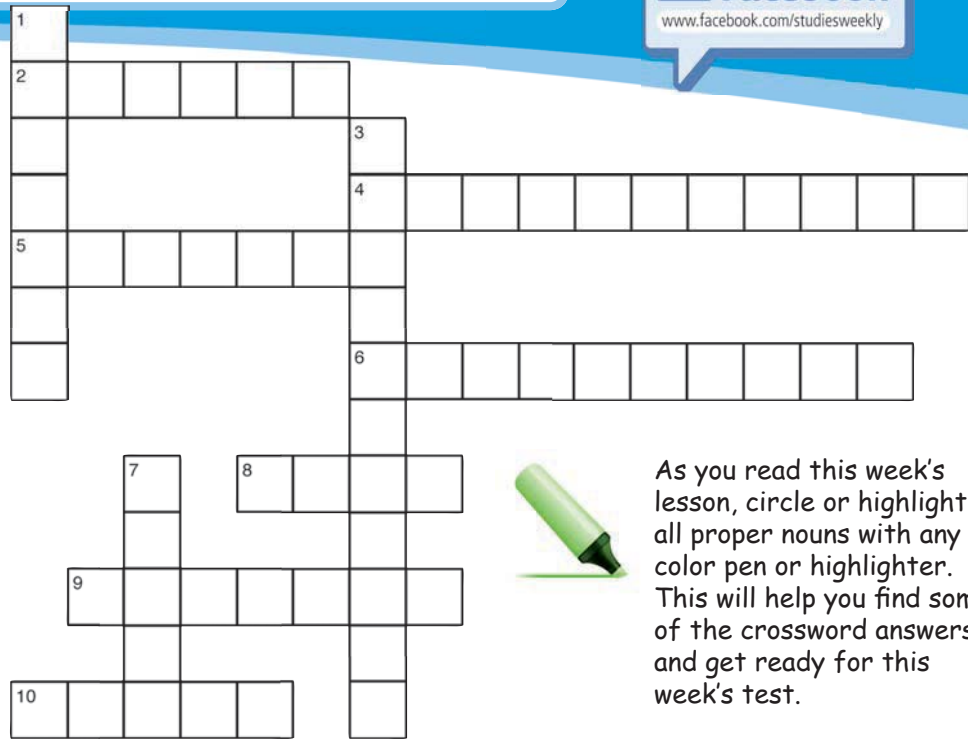 www.facebook.com/studiesweekly
1
2
3
4
5
6
7
8
9
10
As you read this week's
lesson, circle or highlight
all proper nouns with any
color pen or highlighter.
This will help you find
of the crossword
and get ready for this
week's test.